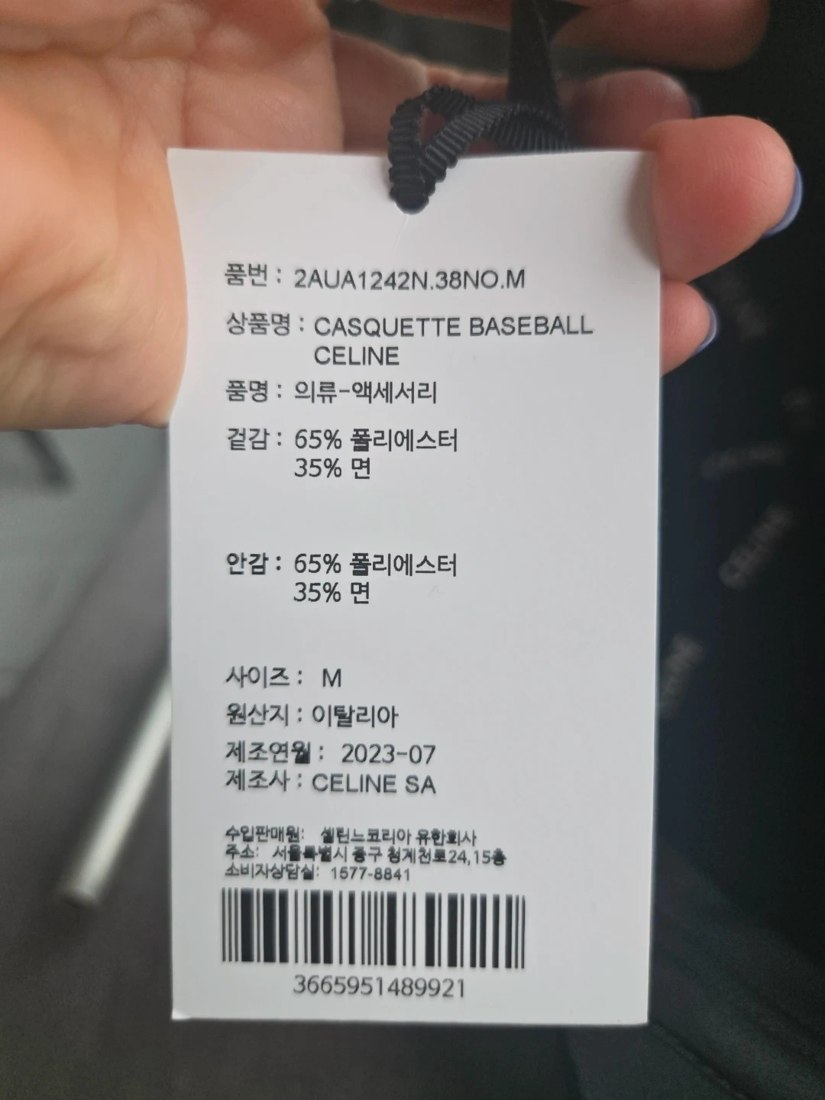 품번 : 2AUA1242N.38NO.M
상품명 : CASQUETTE BASEBALL
CELINE
품명 : 의류-액세서리
겉감 : 65% 폴리에스터
35% 면
안감 : 65% 폴리에스터
35% 면
사이즈 : M
원산지 : 이탈리아
제조연월 : 2023-07
제조사 : CELINE SA
수입판매원: 셀린느코리아 유한회사
주소: 서울특별시 중구 청계천로24,15층
소비자상담실: 1577-8841
3665951489921
CELINE
CELINE